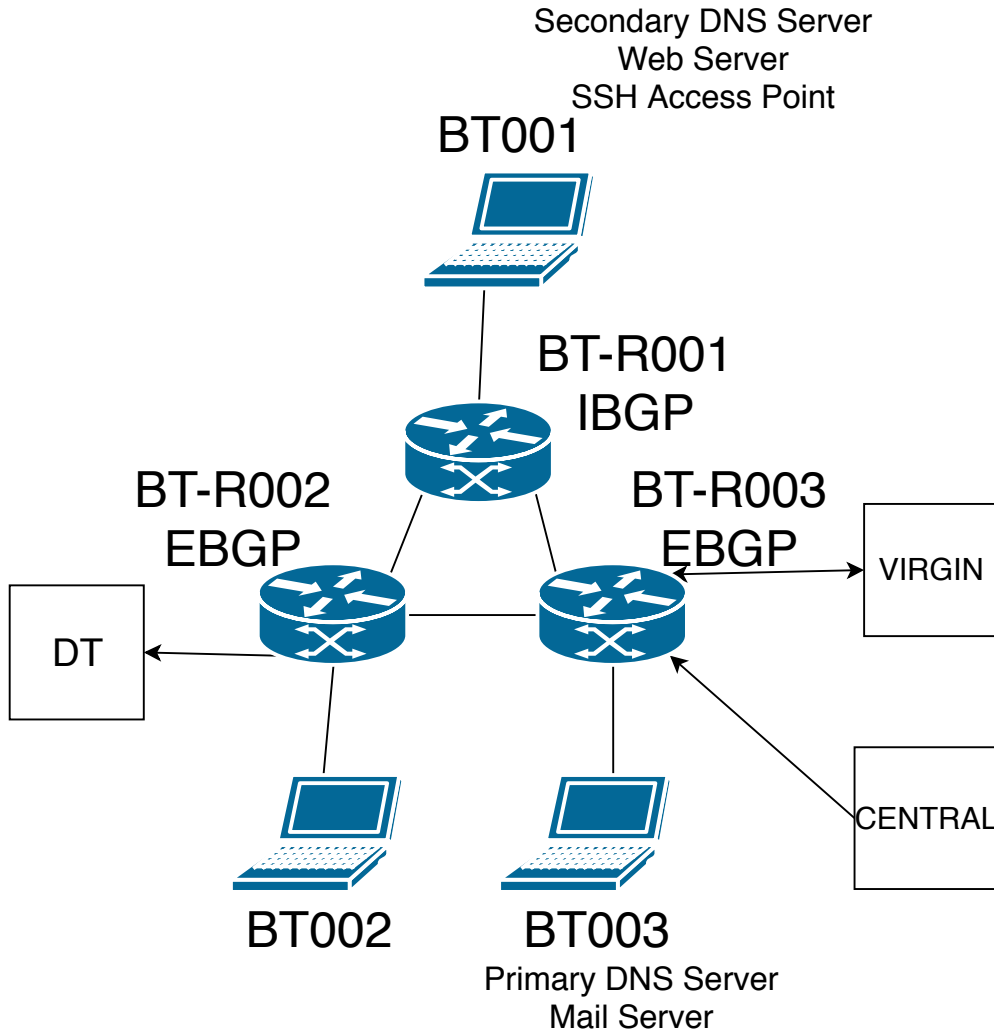 Secondary DNS Server
Web Server
SSH Access Point
BT001
BT-R001
IBGP
BT-R002
EBGP
BT-R003
EBGP
VIRGIN
DT
CENTRAL
BT002
BT003
Primary DNS Server
Mail Server